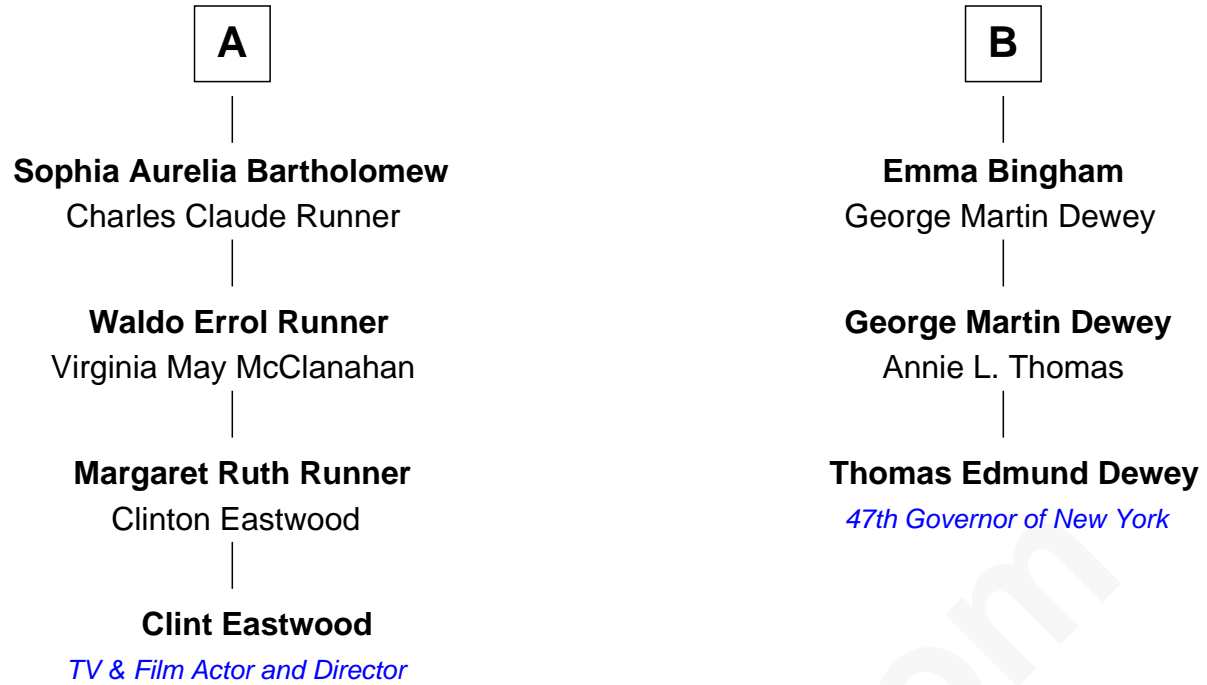 A
Sophia Aurelia Bartholomew
Charles Claude Runner
Waldo Errol Runner
Virginia May McClanahan
Margaret Ruth Runner
Clinton Eastwood
Clint Eastwood
TV & Film Actor and Director
B
Emma Bingham
George Martin Dewey
George Martin Dewey
Annie L. Thomas
Thomas Edmund Dewey
47th Governor of New York
om